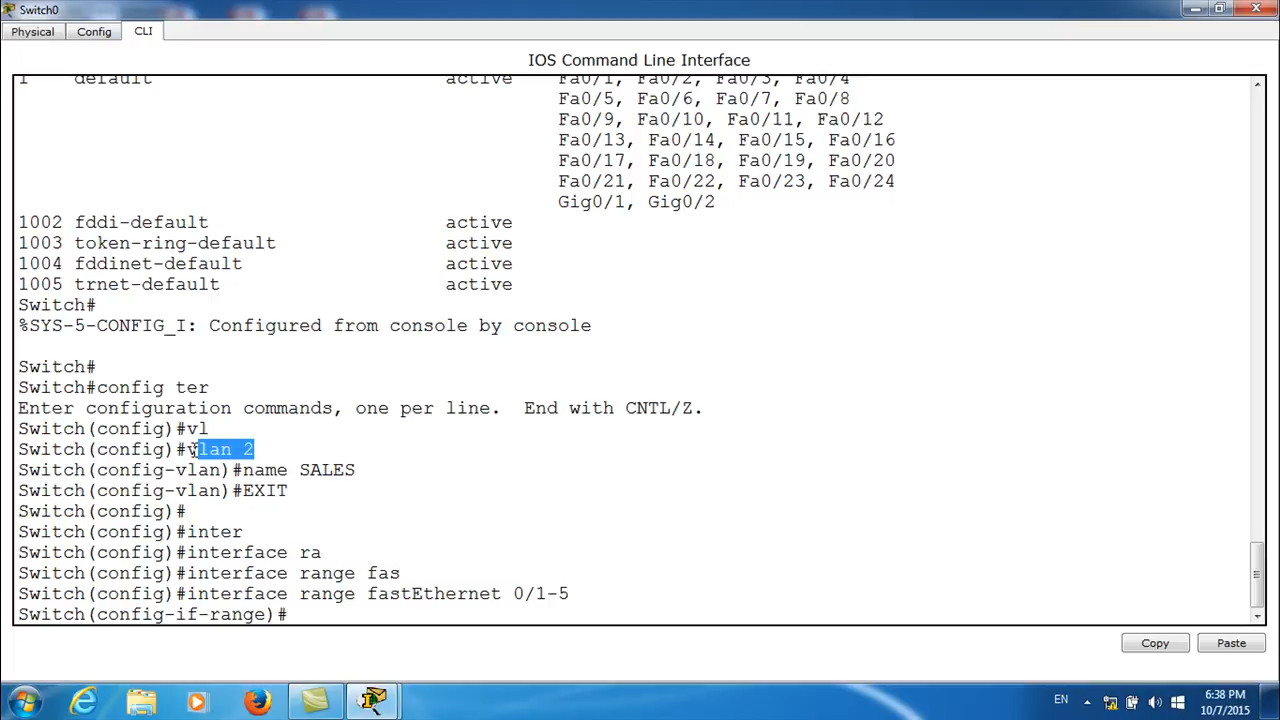 Switch0
Physical Config CLI
IOS Command Line Interface
1 default active Fa0/1, Fa0/2, Fa0/3, Fa0/4
Fa0/5, Fa0/6, Fa0/7, Fa0/8
Fa0/9, Fa0/10, Fa0/11, Fa0/12
Fa0/13, Fa0/14, Fa0/15, Fa0/16
Fa0/17, Fa0/18, Fa0/19, Fa0/20
Fa0/21, Fa0/22, Fa0/23, Fa0/24
Gig0/1, Gig0/2
1002 fddi-default active
1003 token-ring-default active
1004 fddinet-default active
1005 trnet-default active
Switch#
%SYS-5-CONFIG_I: Configured from console by console
Switch#
Switch#config ter
Enter configuration commands, one per line. End with CNTL/Z.
Switch(config)#vl
Switch(config)#vlan 2
Switch(config-vlan)#name SALES
Switch(config-vlan)#EXIT
Switch(config)#
Switch(config)#inter
Switch(config)#interface ra
Switch(config)#interface range fas
Switch(config)#interface range fastEthernet 0/1-5
Switch(config-if-range)#
Copy Paste
EN 6:38 PM
10/7/2015